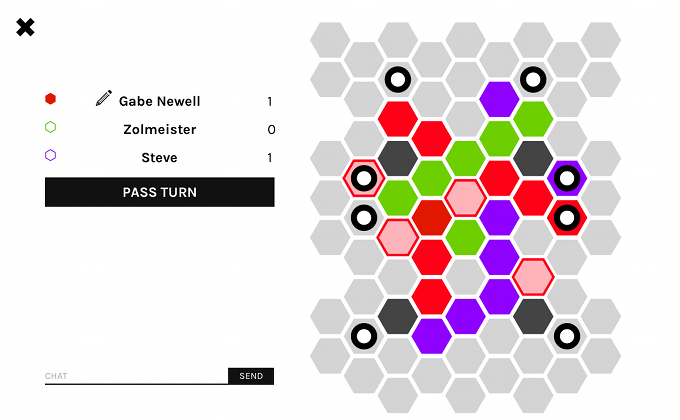 Gabe Newell 1
Zolmeister 0
Steve 1
PASS TURN
CHAT SEND